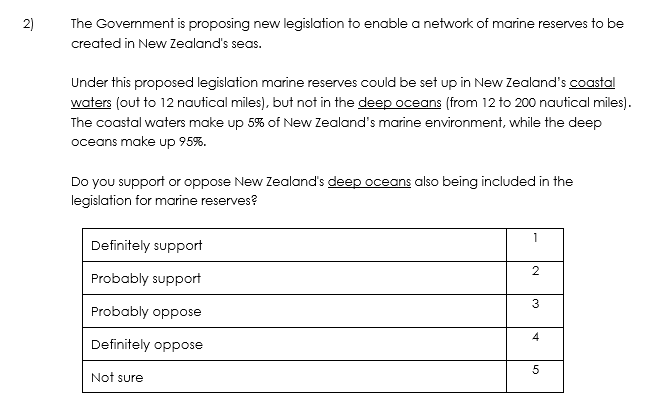 2) The Government is proposing new legislation to enable a network of marine reserves to be
created in New Zealand's seas.
Under this proposed legislation marine reserves could be set up in New Zealand's coastal
waters (out to 12 nautical miles), but not in the deep oceans (from 12 to 200 nautical miles).
The coastal waters make up 5% of New Zealand's marine environment, while the deep
oceans make up 95%.
Do you support or oppose New Zealand's deep oceans also being included in the
legislation for marine reserves?
Definitely support 1
Probably support 2
Probably oppose 3
Definitely oppose 4
Not sure 5